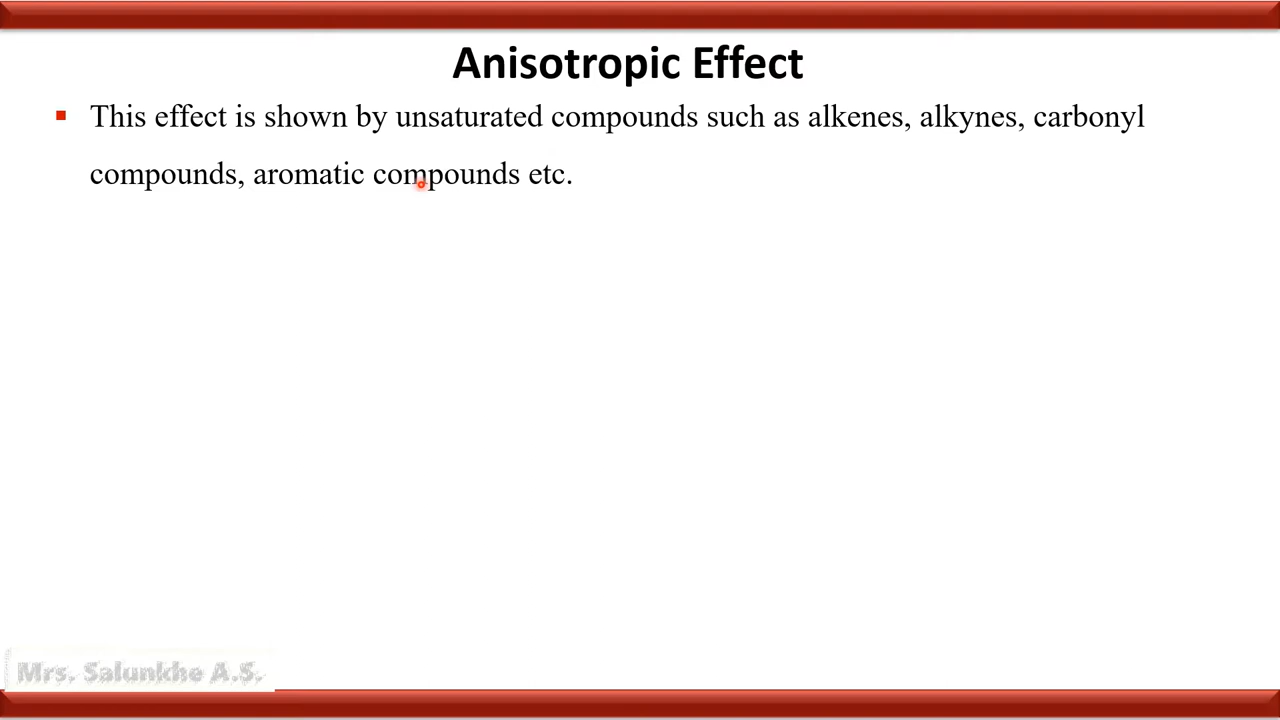 Anisotropic Effect
▪ This effect is shown by unsaturated compounds such as alkenes, alkynes, carbonyl
compounds, aromatic compounds etc.
Mrs. Salunkhe A.S.